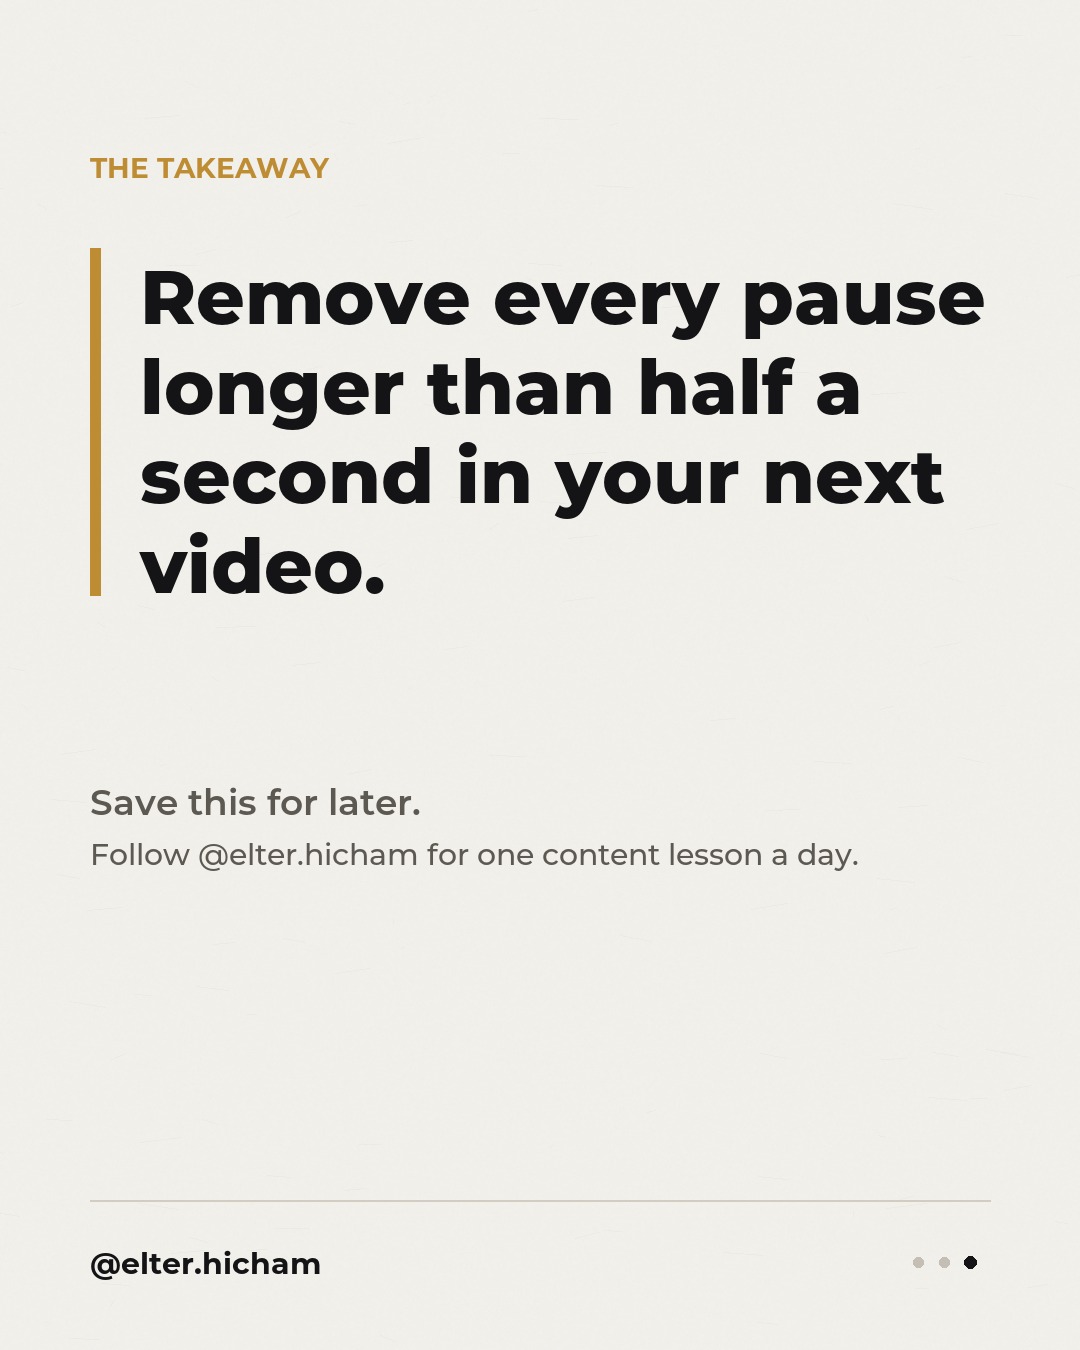 THE TAKEAWAY
Remove every pause
longer than half a
second in your next
video.
Save this for later.
Follow @elter.hicham for one content lesson a day.
@elter.hicham